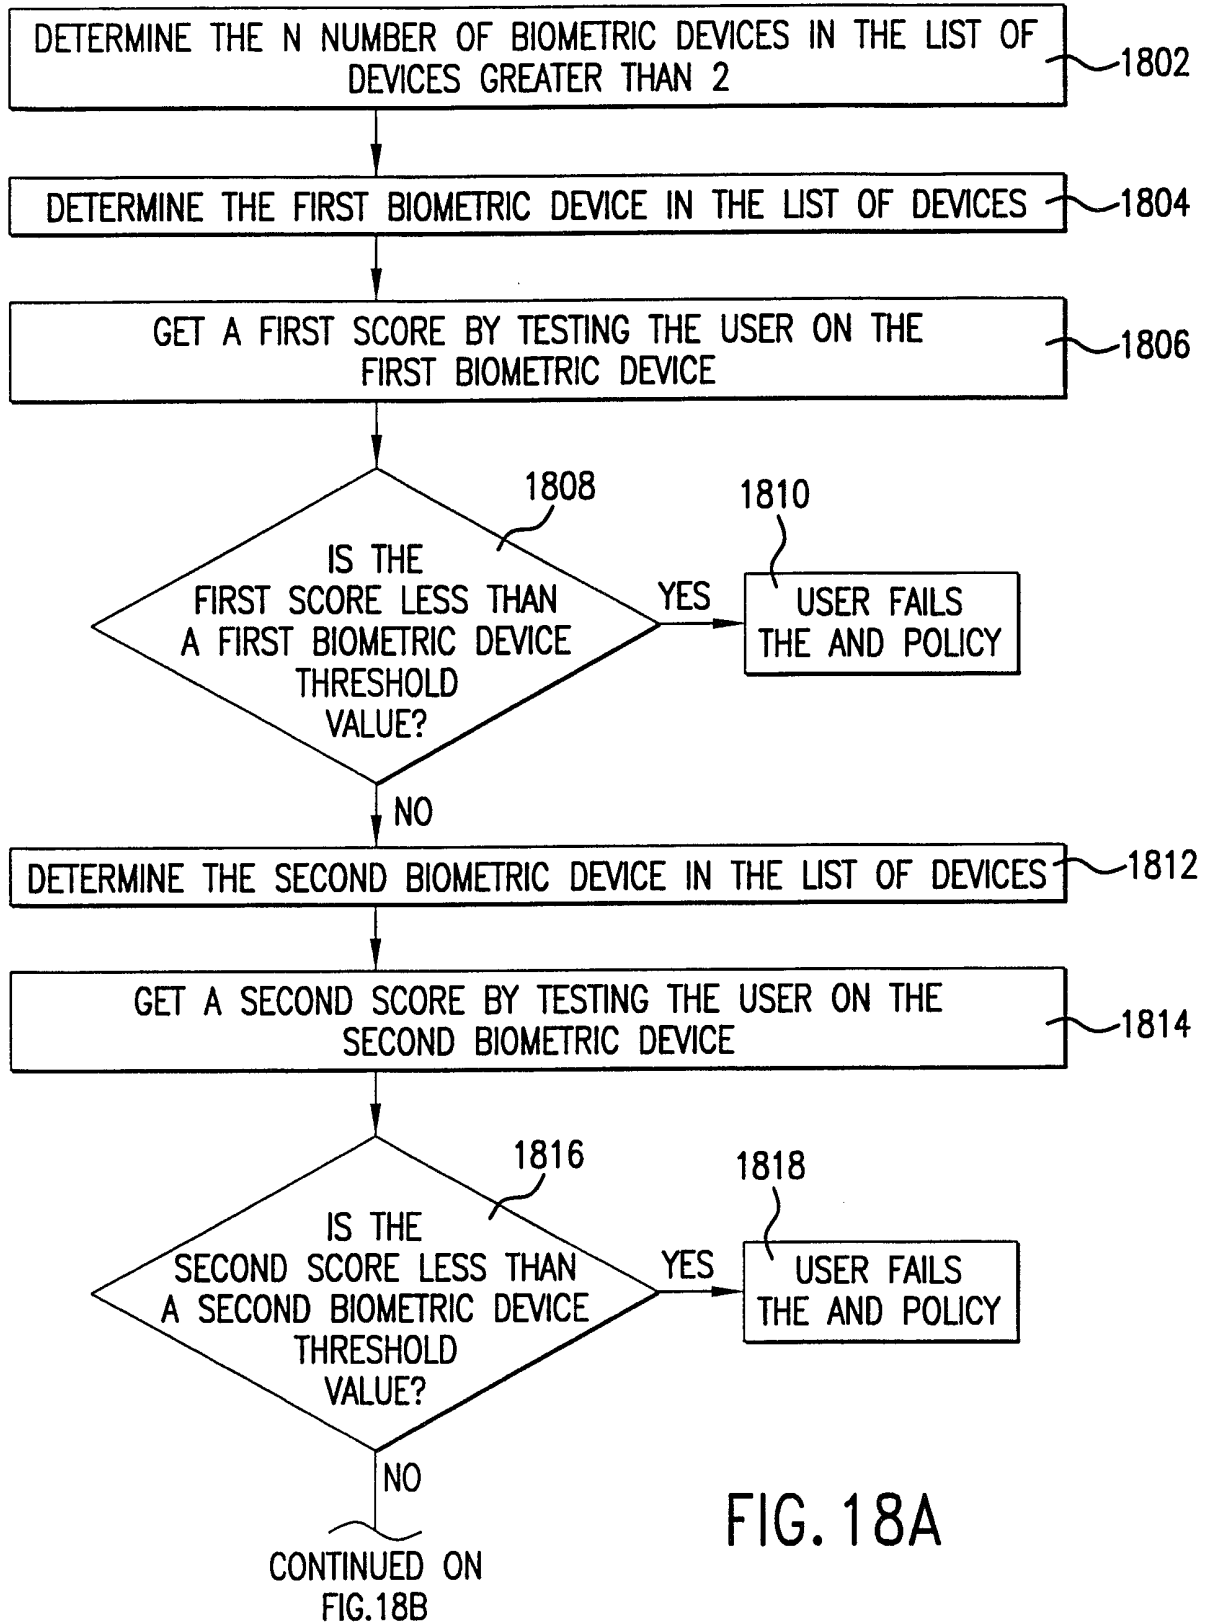 DETERMINE THE N NUMBER OF BIOMETRIC DEVICES IN THE LIST OF
DEVICES GREATER THAN 2
1802
DETERMINE THE FIRST BIOMETRIC DEVICE IN THE LIST OF DEVICES
1804
GET A FIRST SCORE BY TESTING THE USER ON THE
FIRST BIOMETRIC DEVICE
1806
1808
IS THE
FIRST SCORE LESS THAN
A FIRST BIOMETRIC DEVICE
THRESHOLD
VALUE?
YES
1810
USER FAILS
THE AND POLICY
NO
DETERMINE THE SECOND BIOMETRIC DEVICE IN THE LIST OF DEVICES
1812
GET A SECOND SCORE BY TESTING THE USER ON THE
SECOND BIOMETRIC DEVICE
1814
1816
IS THE
SECOND SCORE LESS THAN
A SECOND BIOMETRIC DEVICE
THRESHOLD
VALUE?
YES
1818
USER FAILS
THE AND POLICY
NO
CONTINUED ON
FIG.18B
FIG. 18A